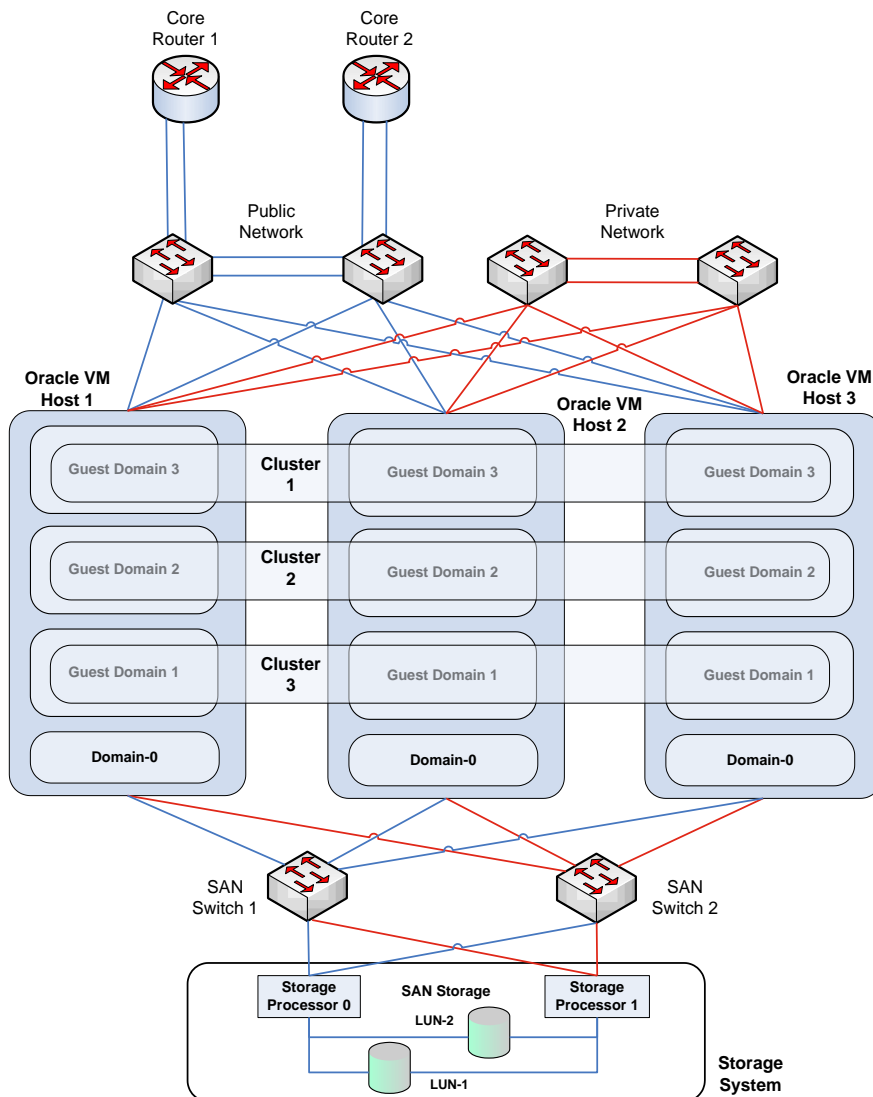 Core
Router 1
Core
Router 2
Public
Network
Private
Network
Oracle VM
Host 1
Oracle VM
Host 2
Oracle VM
Host 3
Guest Domain 3
Cluster
1
Guest Domain 3
Guest Domain 3
Guest Domain 2
Cluster
2
Guest Domain 2
Guest Domain 2
Guest Domain 1
Cluster
3
Guest Domain 1
Guest Domain 1
Domain-0
Domain-0
Domain-0
SAN
Switch 1
SAN
Switch 2
Storage
Processor 0
SAN Storage
Storage
Processor 1
LUN-2
LUN-1
Storage
System